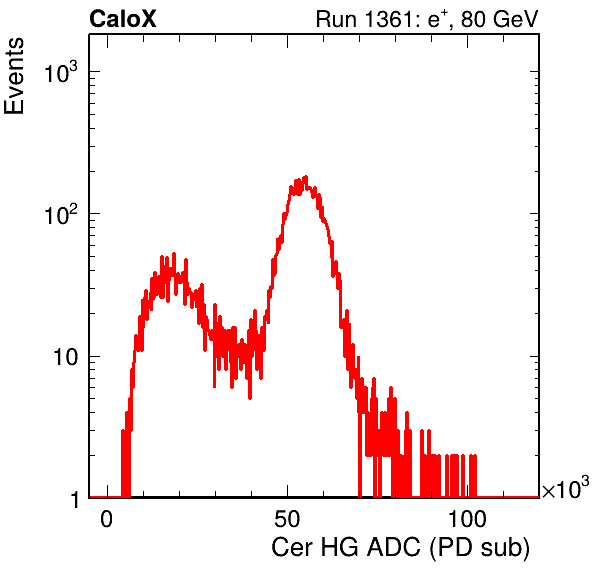 CaloX Run 1361: e⁺, 80 GeV
Events
10³
10²
10
1
0 50 100 ×10³
Cer HG ADC (PD sub)